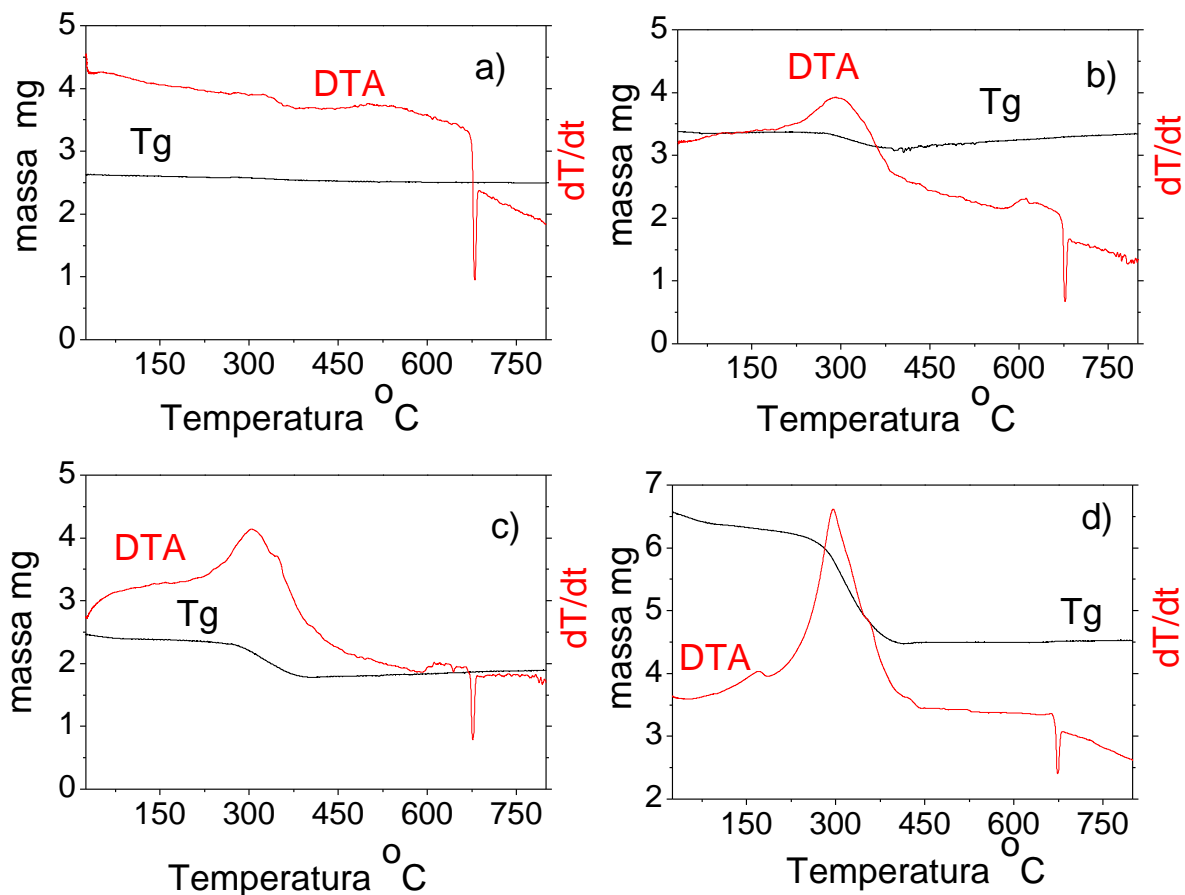 a)
DTA
Tg
massa mg
dT/dt
5
4
3
2
1
0
150 300 450 600 750
Temperatura °C
b)
DTA
Tg
massa mg
dT/dt
5
4
3
2
1
0
150 300 450 600 750
Temperatura °C
c)
DTA
Tg
massa mg
dT/dt
5
4
3
2
1
0
150 300 450 600 750
Temperatura °C
d)
DTA
Tg
massa mg
dT/dt
7
6
5
4
3
2
150 300 450 600 750
Temperatura °C